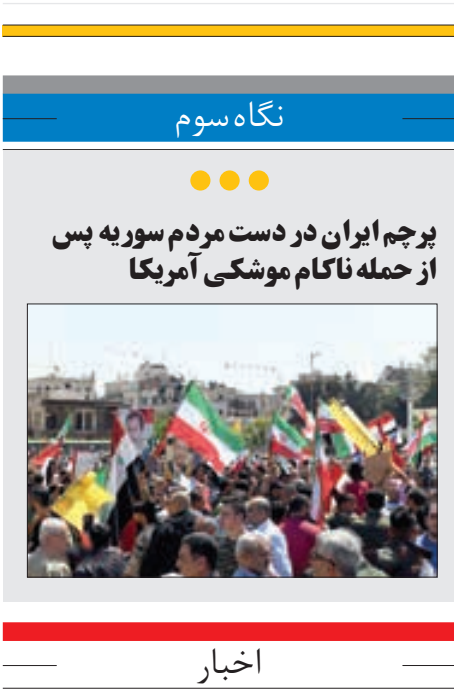 نگاه سوم
پرچم ایران در دست مردم سوریه پس
از حمله ناکام موشکی آمریکا
اخبار